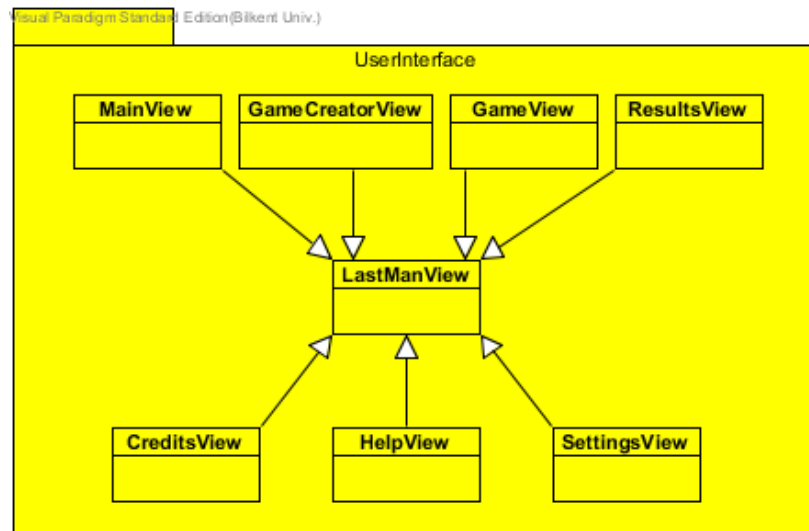 Visual Paradigm Standard Edition(Bilkent Univ.)
UserInterface
MainView
GameCreatorView
GameView
ResultsView
LastManView
CreditsView
HelpView
SettingsView